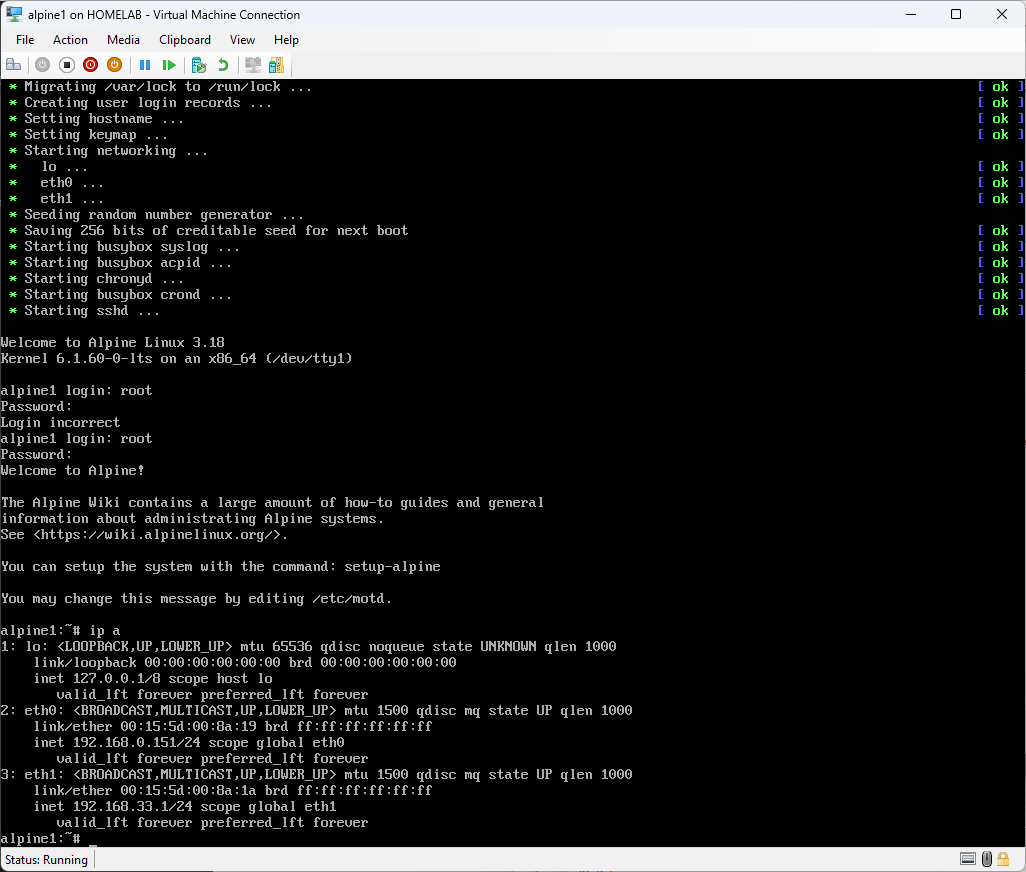 alpine1 on HOMELAB - Virtual Machine Connection
File Action Media Clipboard View Help
* Migrating /var/lock to /run/lock ... [ ok ]
* Creating user login records ... [ ok ]
* Setting hostname ... [ ok ]
* Setting keymap ... [ ok ]
* Starting networking ...
*   lo ... [ ok ]
*   eth0 ... [ ok ]
*   eth1 ... [ ok ]
* Seeding random number generator ...
* Saving 256 bits of creditable seed for next boot [ ok ]
* Starting busybox syslog ... [ ok ]
* Starting busybox acpid ... [ ok ]
* Starting chronyd ... [ ok ]
* Starting busybox crond ... [ ok ]
* Starting sshd ... [ ok ]
Welcome to Alpine Linux 3.18
Kernel 6.1.60-0-lts on an x86_64 (/dev/tty1)
alpine1 login: root
Password:
Login incorrect
alpine1 login: root
Password:
Welcome to Alpine!
The Alpine Wiki contains a large amount of how-to guides and general
information about administrating Alpine systems.
See <https://wiki.alpinelinux.org/>.
You can setup the system with the command: setup-alpine
You may change this message by editing /etc/motd.
alpine1:~# ip a
1: lo: <LOOPBACK,UP,LOWER_UP> mtu 65536 qdisc noqueue state UNKNOWN qlen 1000
    link/loopback 00:00:00:00:00:00 brd 00:00:00:00:00:00
    inet 127.0.0.1/8 scope host lo
       valid_lft forever preferred_lft forever
2: eth0: <BROADCAST,MULTICAST,UP,LOWER_UP> mtu 1500 qdisc mq state UP qlen 1000
    link/ether 00:15:5d:00:8a:19 brd ff:ff:ff:ff:ff:ff
    inet 192.168.0.151/24 scope global eth0
       valid_lft forever preferred_lft forever
3: eth1: <BROADCAST,MULTICAST,UP,LOWER_UP> mtu 1500 qdisc mq state UP qlen 1000
    link/ether 00:15:5d:00:8a:1a brd ff:ff:ff:ff:ff:ff
    inet 192.168.33.1/24 scope global eth1
       valid_lft forever preferred_lft forever
alpine1:~# _
Status: Running